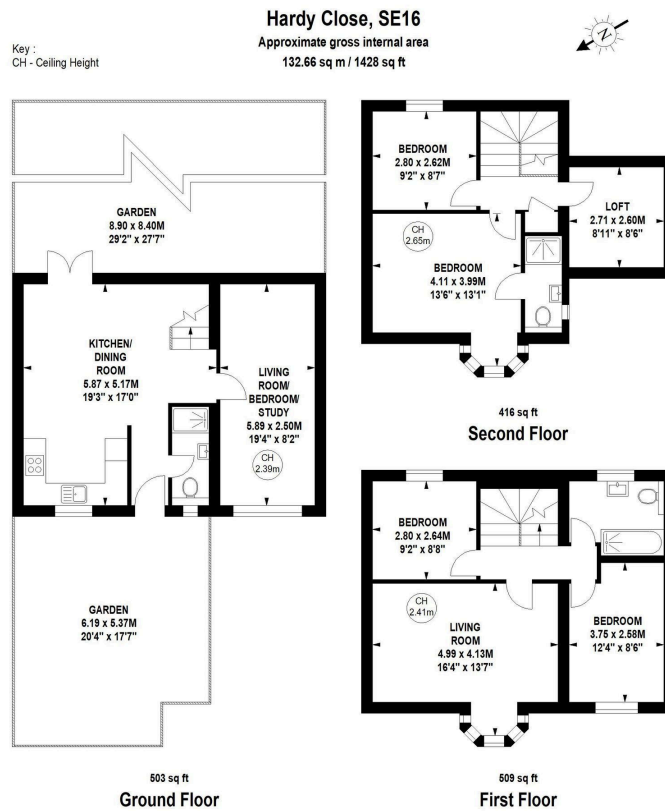 Hardy Close, SE16
Approximate gross internal area
132.66 sq m / 1428 sq ft
Key :
CH - Ceiling Height
N
GARDEN
8.90 x 8.40M
29'2" x 27'7"
KITCHEN/
DINING
ROOM
5.87 x 5.17M
19'3" x 17'0"
LIVING
ROOM/
BEDROOM/
STUDY
5.89 x 2.50M
19'4" x 8'2"
CH
2.39m
GARDEN
6.19 x 5.37M
20'4" x 17'7"
503 sq ft
Ground Floor
BEDROOM
2.80 x 2.62M
9'2" x 8'7"
LOFT
2.71 x 2.60M
8'11" x 8'6"
CH
2.65m
BEDROOM
4.11 x 3.99M
13'6" x 13'1"
416 sq ft
Second Floor
BEDROOM
2.80 x 2.64M
9'2" x 8'8"
CH
2.41m
LIVING
ROOM
4.99 x 4.13M
16'4" x 13'7"
BEDROOM
3.75 x 2.58M
12'4" x 8'6"
509 sq ft
First Floor